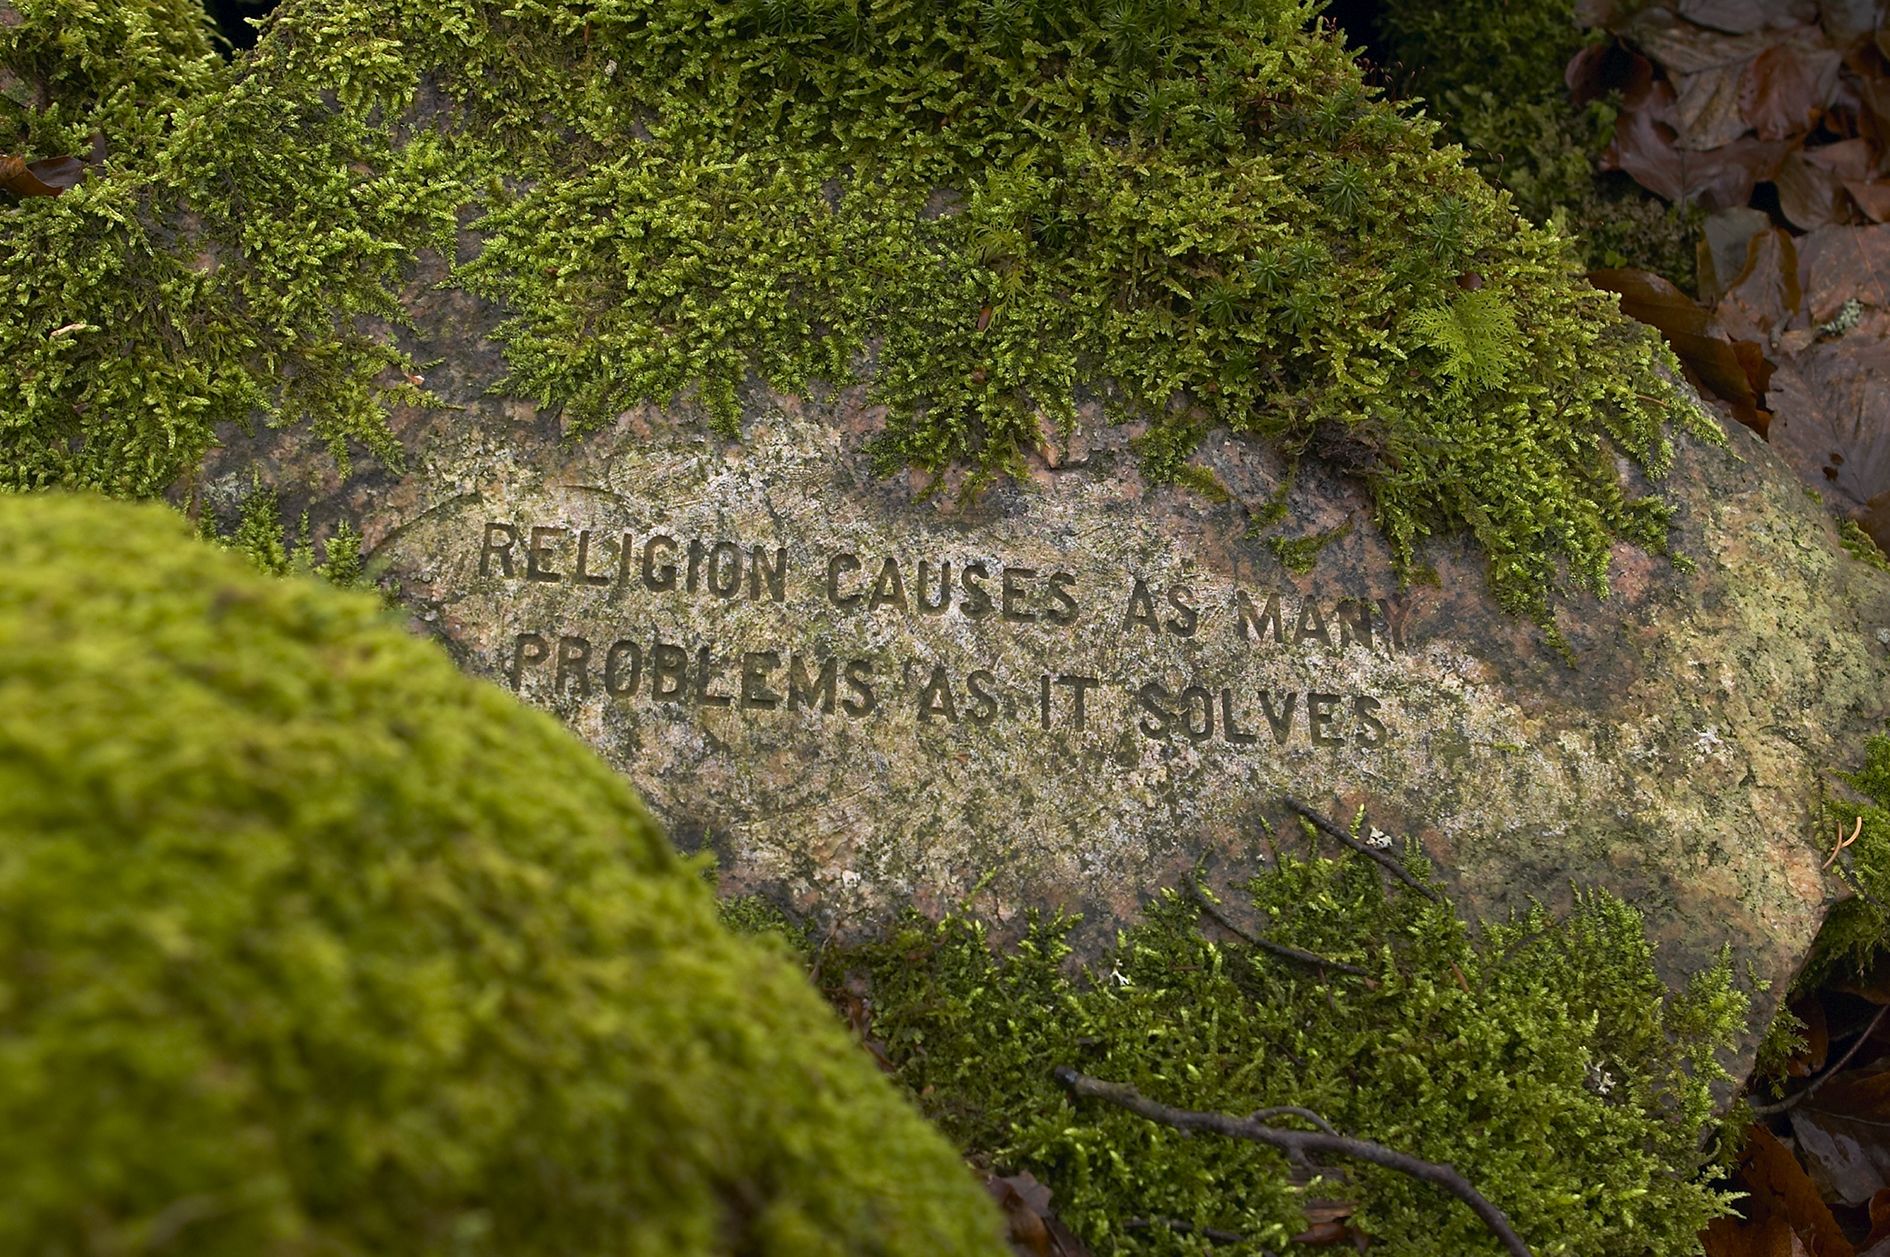 RELIGION CAUSES AS MANY
PROBLEMS AS IT SOLVES